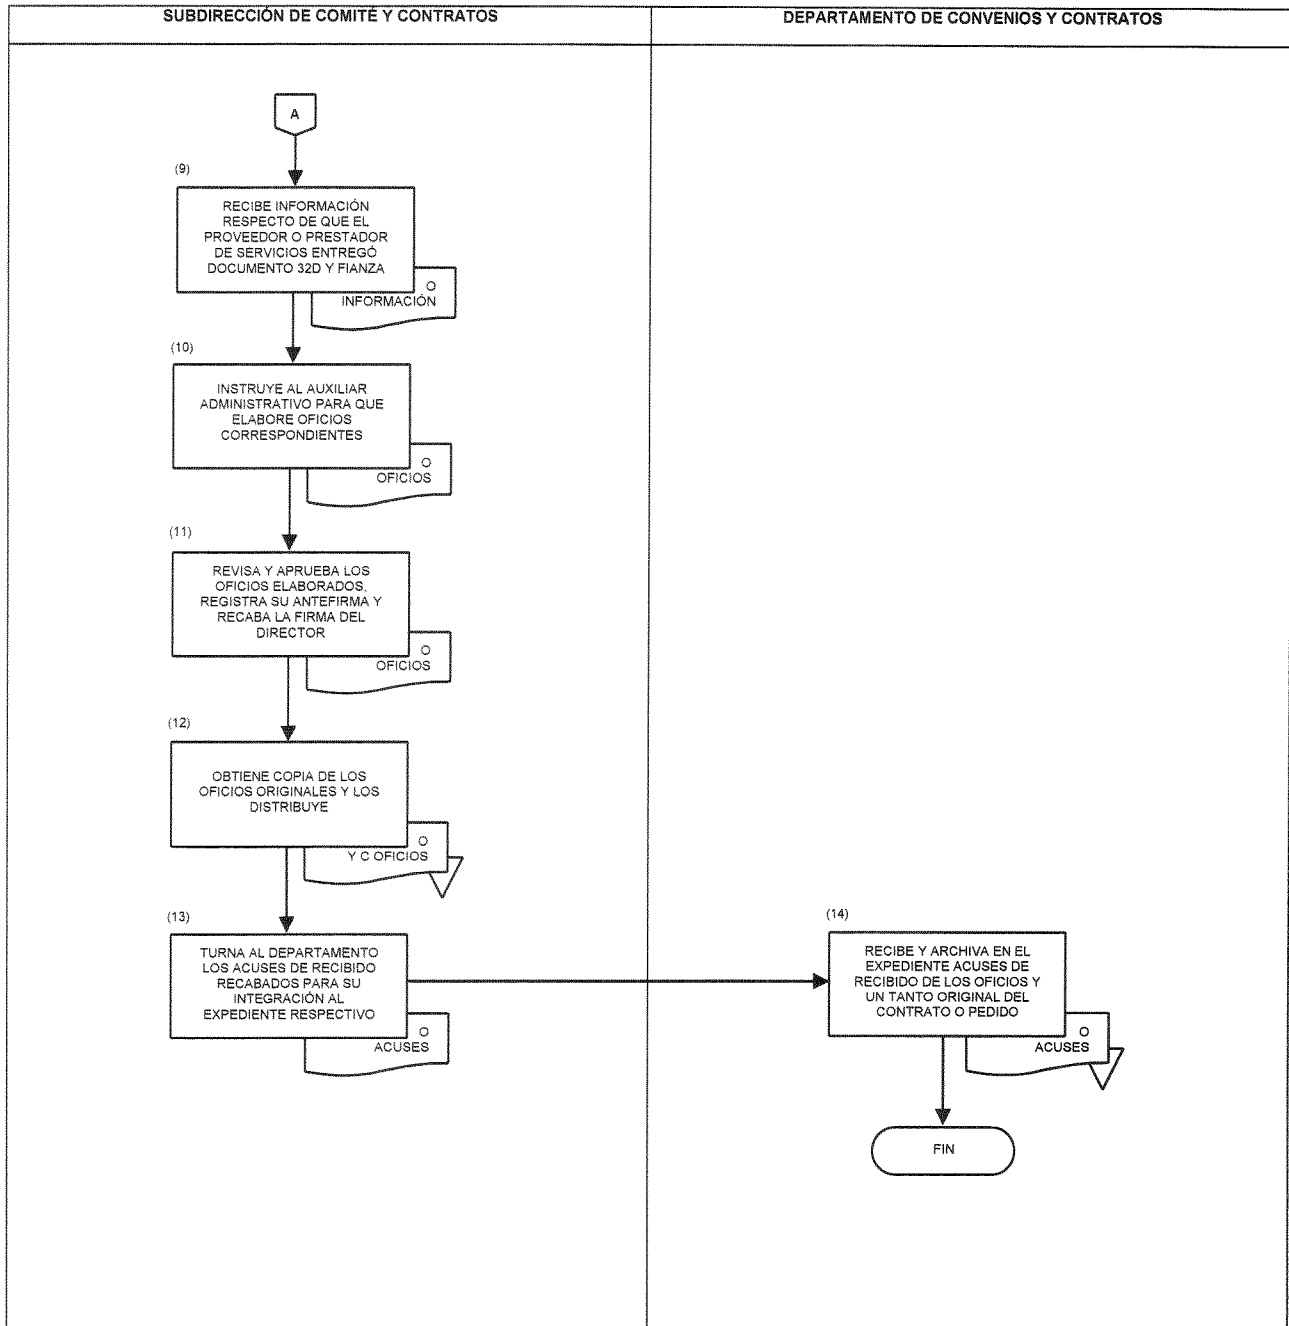 SUBDIRECCIÓN DE COMITÉ Y CONTRATOS
DEPARTAMENTO DE CONVENIOS Y CONTRATOS
A
(9)
RECIBE INFORMACIÓN
RESPECTO DE QUE EL
PROVEEDOR O PRESTADOR
DE SERVICIOS ENTREGÓ
DOCUMENTO 32D Y FIANZA
O
INFORMACIÓN
(10)
INSTRUYE AL AUXILIAR
ADMINISTRATIVO PARA QUE
ELABORE OFICIOS
CORRESPONDIENTES
O
OFICIOS
(11)
REVISA Y APRUEBA LOS
OFICIOS ELABORADOS,
REGISTRA SU ANTEFIRMA Y
RECABA LA FIRMA DEL
DIRECTOR
O
OFICIOS
(12)
OBTIENE COPIA DE LOS
OFICIOS ORIGINALES Y LOS
DISTRIBUYE
O
Y C OFICIOS
(13)
TURNA AL DEPARTAMENTO
LOS ACUSES DE RECIBIDO
RECABADOS PARA SU
INTEGRACIÓN AL
EXPEDIENTE RESPECTIVO
O
ACUSES
(14)
RECIBE Y ARCHIVA EN EL
EXPEDIENTE ACUSES DE
RECIBIDO DE LOS OFICIOS Y
UN TANTO ORIGINAL DEL
CONTRATO O PEDIDO
O
ACUSES
FIN